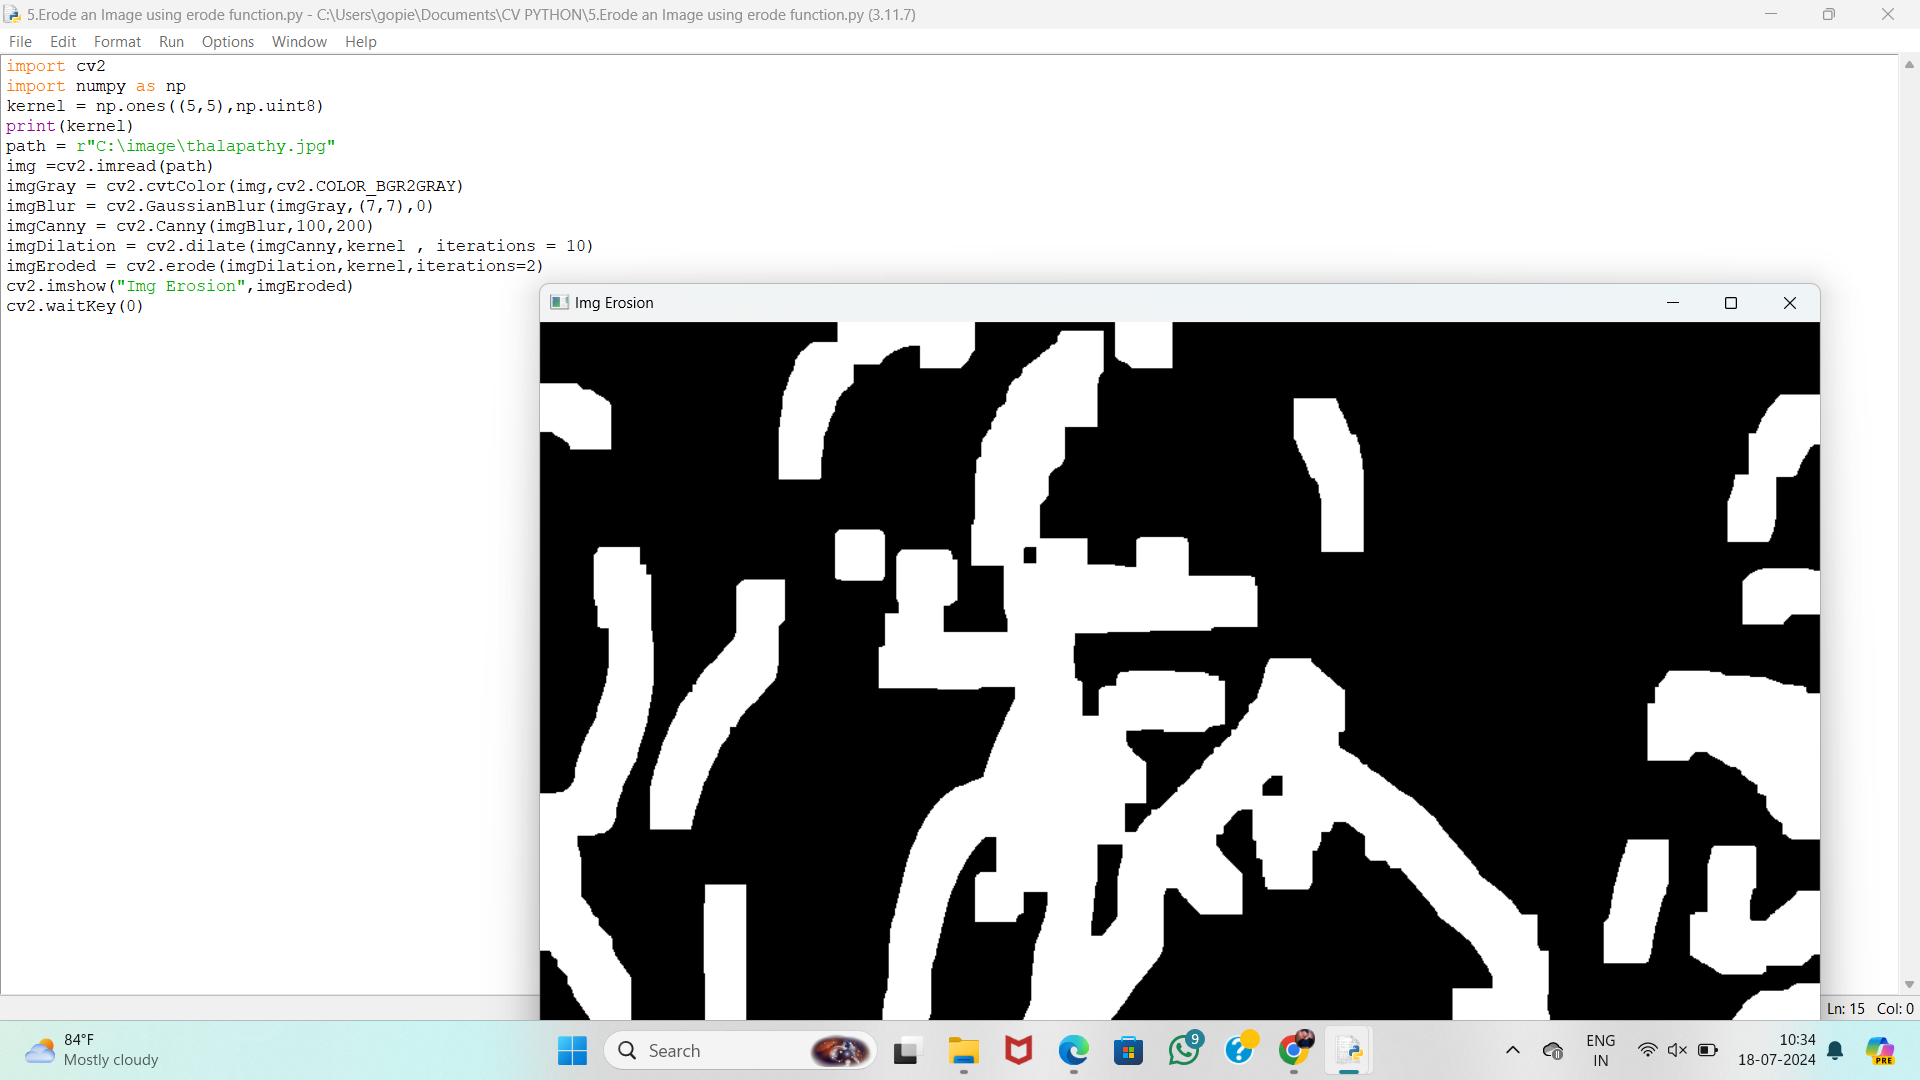 5.Erode an Image using erode function.py - C:\Users\gopie\Documents\CV PYTHON\5.Erode an Image using erode function.py (3.11.7)
File Edit Format Run Options Window Help
import cv2
import numpy as np
kernel = np.ones((5,5),np.uint8)
print(kernel)
path = r"C:\image\thalapathy.jpg"
img =cv2.imread(path)
imgGray = cv2.cvtColor(img,cv2.COLOR_BGR2GRAY)
imgBlur = cv2.GaussianBlur(imgGray,(7,7),0)
imgCanny = cv2.Canny(imgBlur,100,200)
imgDilation = cv2.dilate(imgCanny,kernel , iterations = 10)
imgEroded = cv2.erode(imgDilation,kernel,iterations=2)
cv2.imshow("Img Erosion",imgEroded)
cv2.waitKey(0)
Img Erosion
Ln: 15 Col: 0
84°F
Mostly cloudy
Search
9
ENG
IN
10:34
18-07-2024
PRE